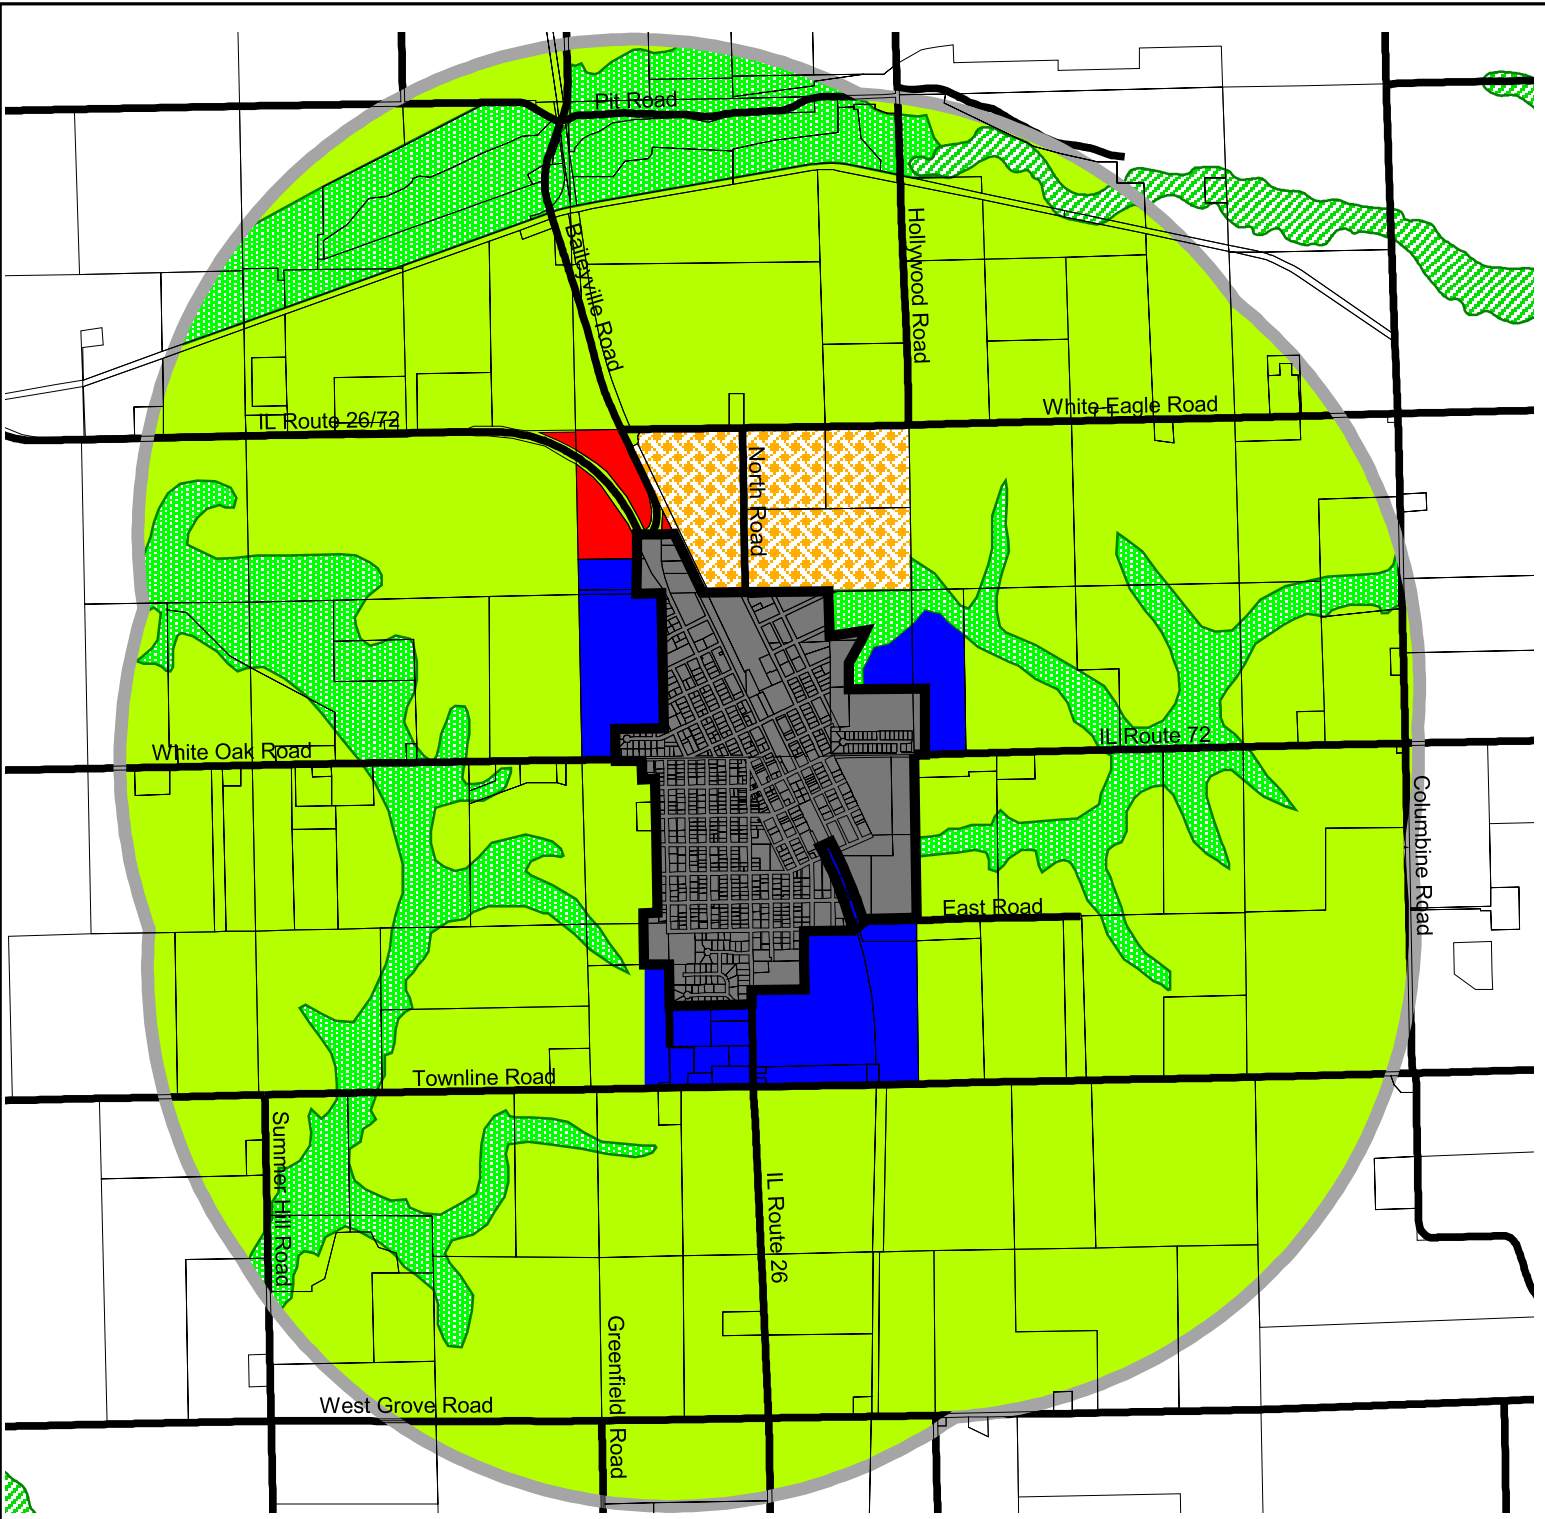 Pit Road
Baileyville Road
Hollywood Road
IL Route 26/72
White Eagle Road
North Road
White Oak Road
IL Route 72
Columbine Road
East Road
Townline Road
Summer Hill Road
IL Route 26
Greenfield Road
West Grove Road